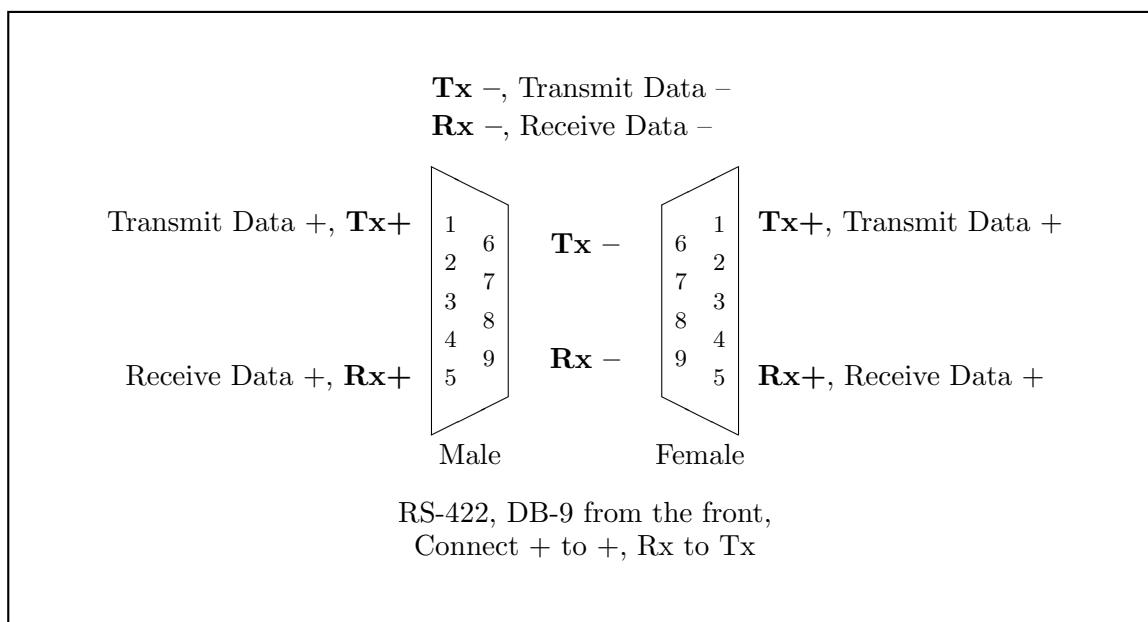 Tx –, Transmit Data –
Rx –, Receive Data –
Transmit Data +, Tx+
1
6
2
7
3
8
4
9
5
Receive Data +, Rx+
Male
Tx –
Rx –
1
6
2
7
3
8
4
9
5
Tx+, Transmit Data +
Rx+, Receive Data +
Female
RS-422, DB-9 from the front,
Connect + to +, Rx to Tx